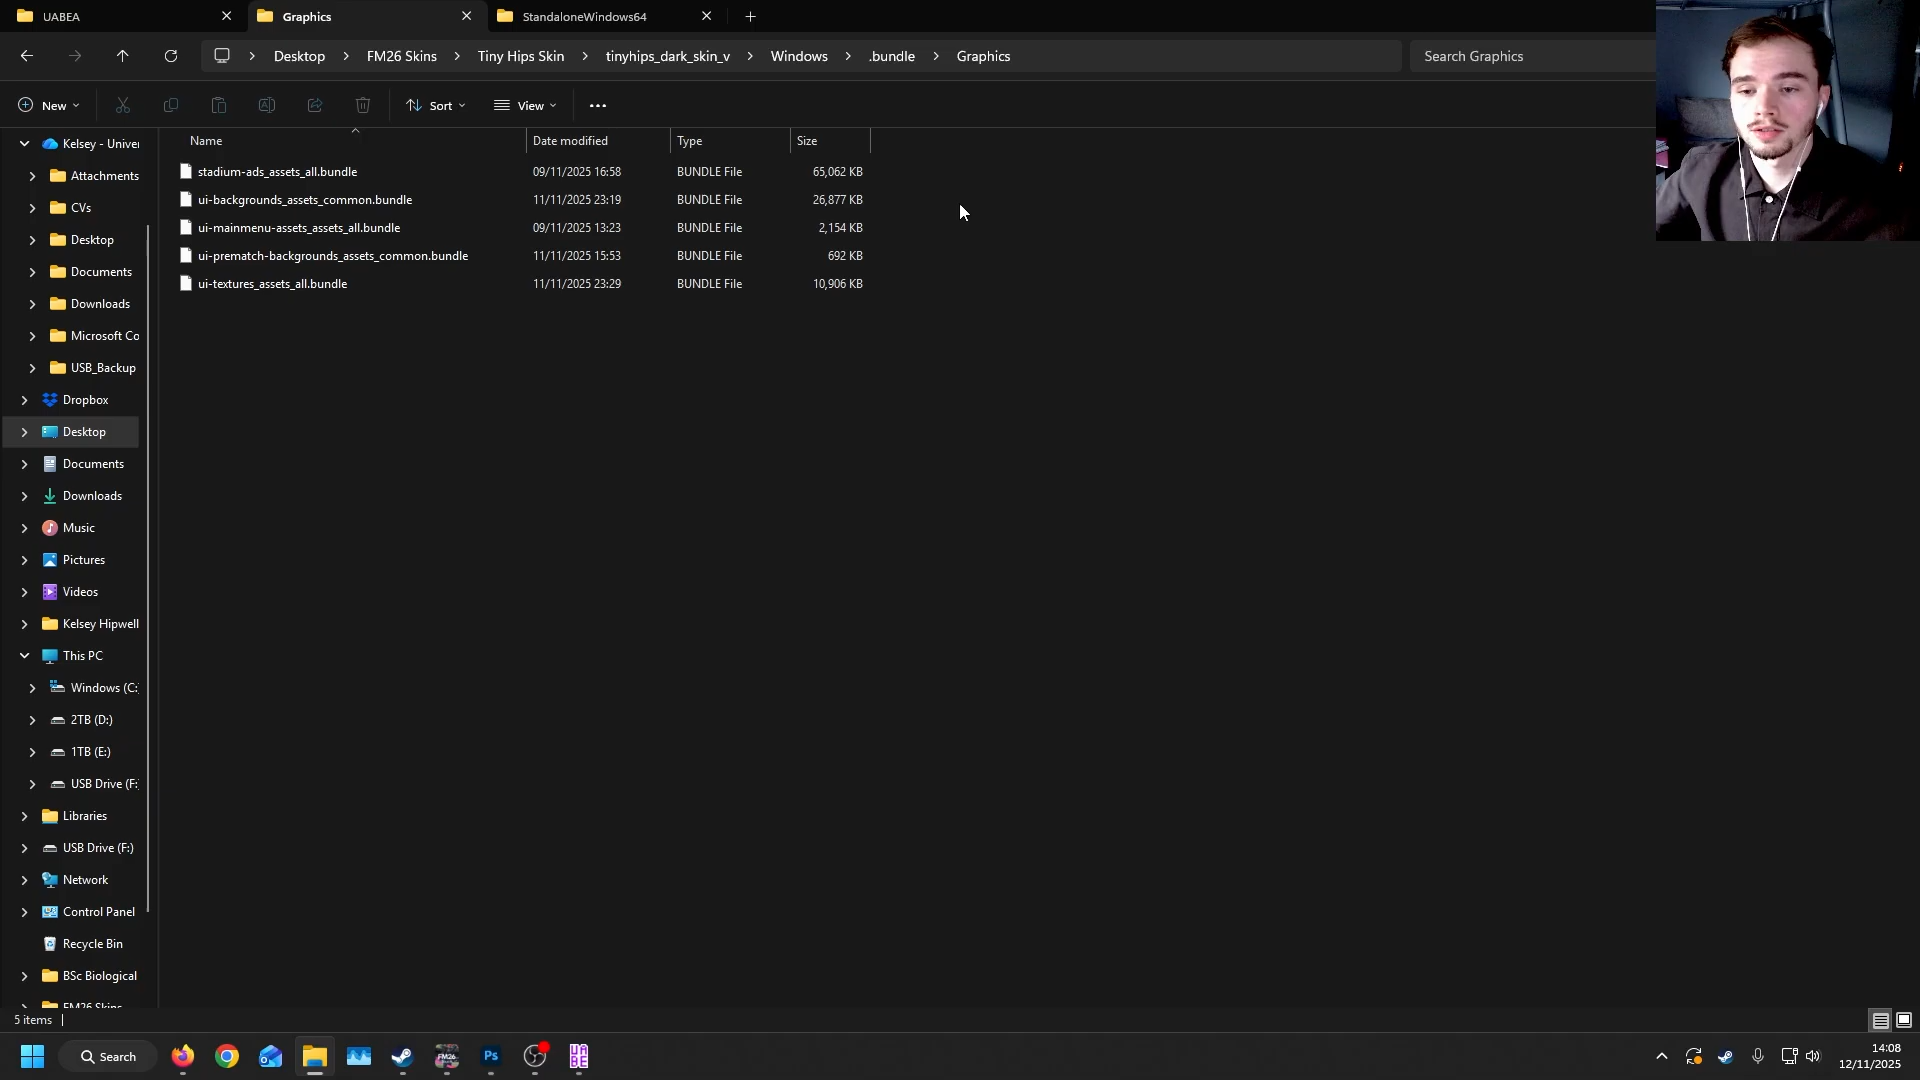 UABEA
Graphics
StandaloneWindows64
Desktop
FM26 Skins
Tiny Hips Skin
tinyhips_dark_skin_v
Windows
.bundle
Graphics
Search Graphics
New
Sort
View
Name
Date modified
Type
Size
stadium-ads_assets_all.bundle
09/11/2025 16:58
BUNDLE File
65,062 KB
ui-backgrounds_assets_common.bundle
11/11/2025 23:19
BUNDLE File
26,877 KB
ui-mainmenu-assets_assets_all.bundle
09/11/2025 13:23
BUNDLE File
2,154 KB
ui-prematch-backgrounds_assets_common.bundle
11/11/2025 15:53
BUNDLE File
692 KB
ui-textures_assets_all.bundle
11/11/2025 23:29
BUNDLE File
10,906 KB
Kelsey - Univer
Attachments
CVs
Desktop
Documents
Downloads
Microsoft Co
USB_Backup
Dropbox
Desktop
Documents
Downloads
Music
Pictures
Videos
Kelsey Hipwell
This PC
Windows (C:)
2TB (D:)
1TB (E:)
USB Drive (F:)
Libraries
USB Drive (F:)
Network
Control Panel
Recycle Bin
BSc Biological
FM26 Skins
5 items
Search
FM26
Ps
UABE
14:08
12/11/2025